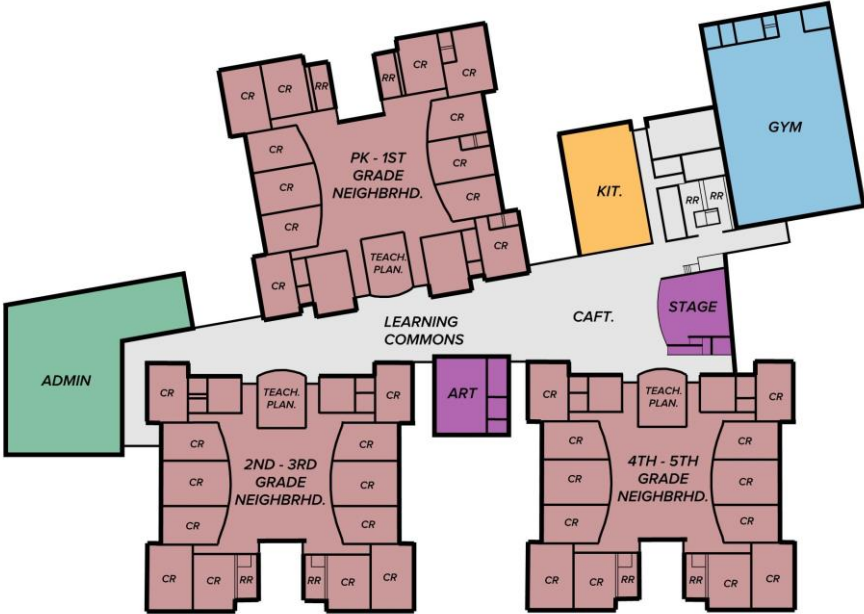 CR
CR
RR
RR
CR
CR
CR
CR
CR
CR
CR
CR
PK - 1ST
GRADE
NEIGHBRHD.
TEACH.
PLAN.
CR
CR
GYM
KIT.
RR
RR
STAGE
CAFT.
LEARNING
COMMONS
ADMIN
ART
CR
TEACH.
PLAN.
CR
CR
CR
CR
CR
CR
CR
2ND - 3RD
GRADE
NEIGHBRHD.
CR
CR
RR
RR
CR
CR
CR
TEACH.
PLAN.
CR
CR
CR
CR
CR
CR
CR
4TH - 5TH
GRADE
NEIGHBRHD.
CR
CR
RR
RR
CR
CR